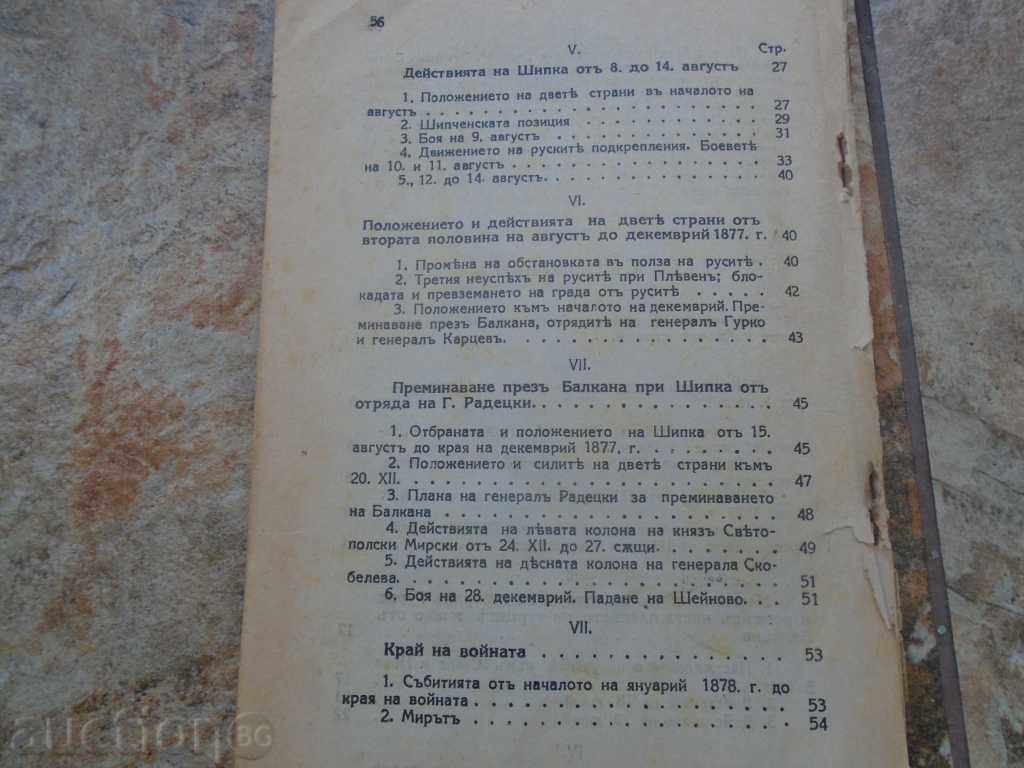 56
V. Стр.
Действията на Шипка отъ 8. до 14. августъ 27
1. Положението на дветѣ страни въ началото на
августъ . . . . . . . . . . . . . . . . . . . . . . . 27
2. Шипченската позиция . . . . . . . . . . . . . 29
3. Боя на 9. августъ . . . . . . . . . . . . . . . 31
4. Движението на рускитѣ подкрепления. Боеветѣ
на 10. и 11. августъ . . . . . . . . . . . . . . . . . 33
5., 12. до 14. августъ. . . . . . . . . . . . . . . 40
VI.
Положението и действията на дветѣ страни отъ
втората половина на августъ до декемврий 1877. г. 40
1. Промѣна на обстановката въ полза на руситѣ . 40
2. Третия неуспѣхъ на руситѣ при Плѣвенъ; бло-
кадата и превземането на града отъ руситѣ . . . . . 42
3. Положението къмъ началото на декемврий. Пре-
минаване презъ Балкана, отрядитѣ на генералъ Гурко
и генералъ Карцевъ. . . . . . . . . . . . . . . . . 43
VII.
Преминаване презъ Балкана при Шипка отъ
отряда на Г. Радецки. . . . . . . . . . . . . . . . 45
1. Отбраната и положението на Шипка отъ 15.
августъ до края на декемврий 1877. г. . . . . . . . . 45
2. Положението и силитѣ на дветѣ страни къмъ
20. XII. . . . . . . . . . . . . . . . . . . . . . . 47
3. Плана на генералъ Радецки за преминаването
на Балкана . . . . . . . . . . . . . . . . . . . . 48
4. Действията на лѣвата колона на князъ Свѣто-
полски Мирски отъ 24. XII. до 27. сѫщи. . . . . . . . 49
5. Действията на дѣсната колона на генерала Ско-
белева. . . . . . . . . . . . . . . . . . . . . . . 51
6. Боя на 28. декемврий. Падане на Шейново. . . 51
VII.
Край на войната . . . . . . . . . . . . . . . . 53
1. Събитията отъ началото на януарий 1878. г. до
края на войната . . . . . . . . . . . . . . . . . . 53
2. Мирътъ . . . . . . . . . . . . . . . . . . . . 54
auction BG